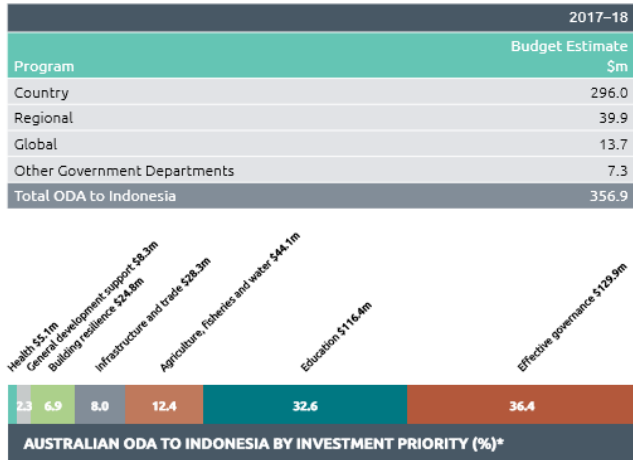 2017–18
Budget Estimate
Program $m
Country 296.0
Regional 39.9
Global 13.7
Other Government Departments 7.3
Total ODA to Indonesia 356.9
Health $5.1m
General development support $8.3m
Building resilience $24.8m
Infrastructure and trade $28.3m
Agriculture, fisheries and water $44.1m
Education $116.4m
Effective governance $129.9m
2.3 6.9 8.0 12.4 32.6 36.4
AUSTRALIAN ODA TO INDONESIA BY INVESTMENT PRIORITY (%)*